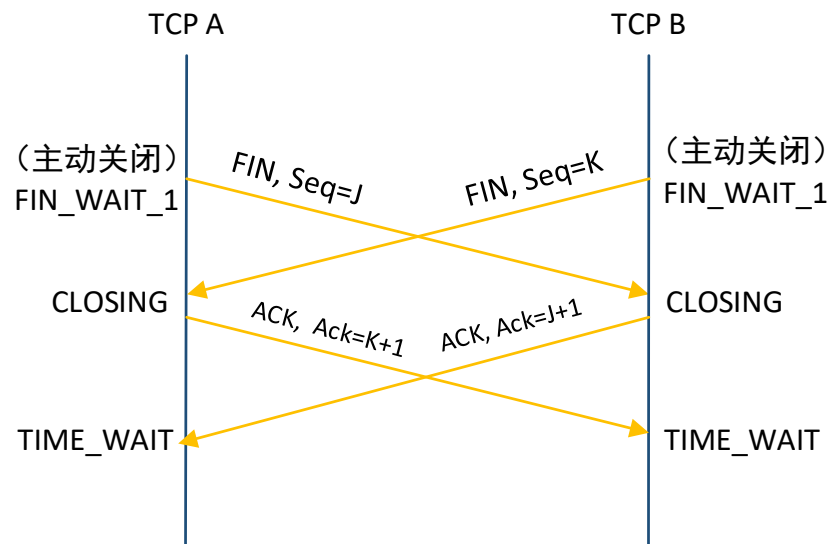 TCP A
TCP B
（主动关闭）
FIN_WAIT_1
FIN, Seq=J
FIN, Seq=K
（主动关闭）
FIN_WAIT_1
CLOSING
CLOSING
ACK, Ack=K+1
ACK, Ack=J+1
TIME_WAIT
TIME_WAIT